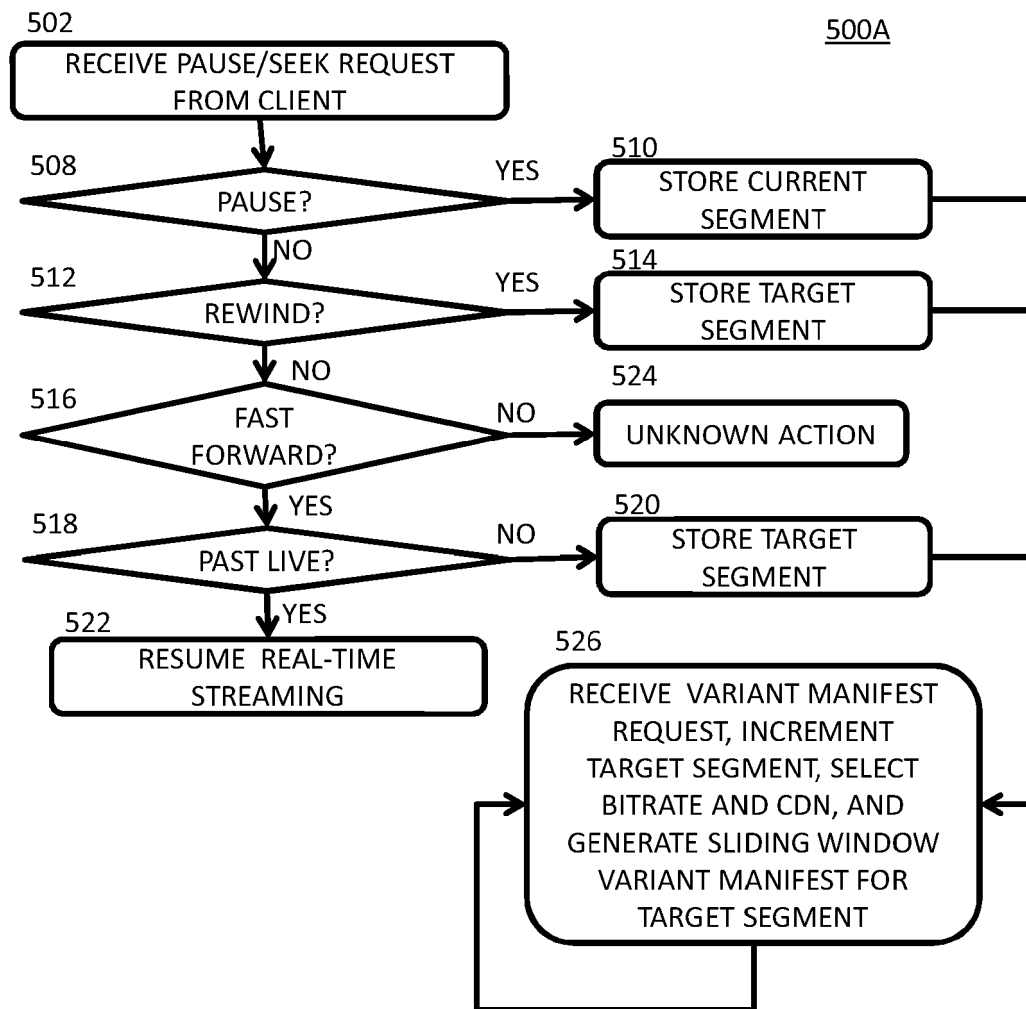 502
500A
RECEIVE PAUSE/SEEK REQUEST
FROM CLIENT
508
PAUSE?
YES
510
STORE CURRENT
SEGMENT
NO
512
REWIND?
YES
514
STORE TARGET
SEGMENT
NO
516
FAST
FORWARD?
NO
524
UNKNOWN ACTION
YES
518
PAST LIVE?
NO
520
STORE TARGET
SEGMENT
YES
522
RESUME REAL-TIME
STREAMING
526
RECEIVE VARIANT MANIFEST
REQUEST, INCREMENT
TARGET SEGMENT, SELECT
BITRATE AND CDN, AND
GENERATE SLIDING WINDOW
VARIANT MANIFEST FOR
TARGET SEGMENT